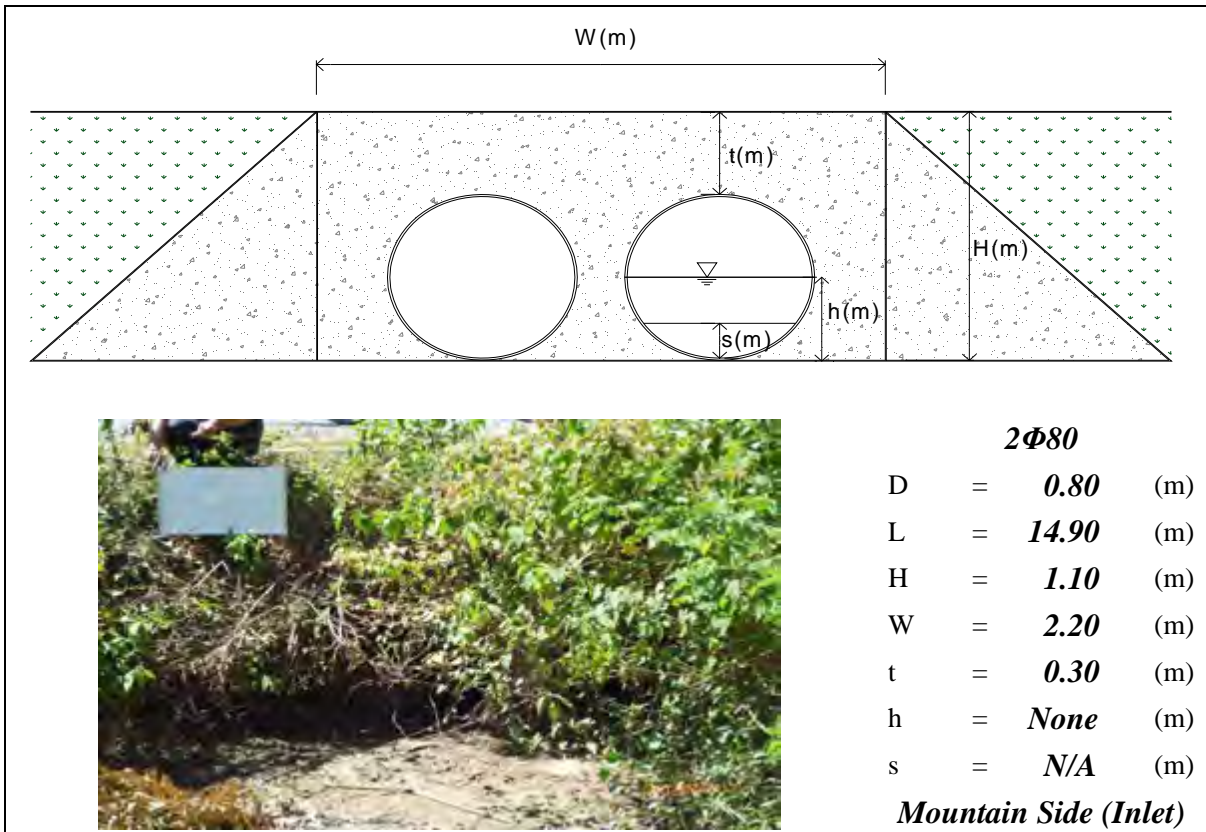 W(m)
t(m)
H(m)
h(m)
s(m)
2Φ80
D = 0.80 (m)
L = 14.90 (m)
H = 1.10 (m)
W = 2.20 (m)
t = 0.30 (m)
h = None (m)
s = N/A (m)
Mountain Side (Inlet)